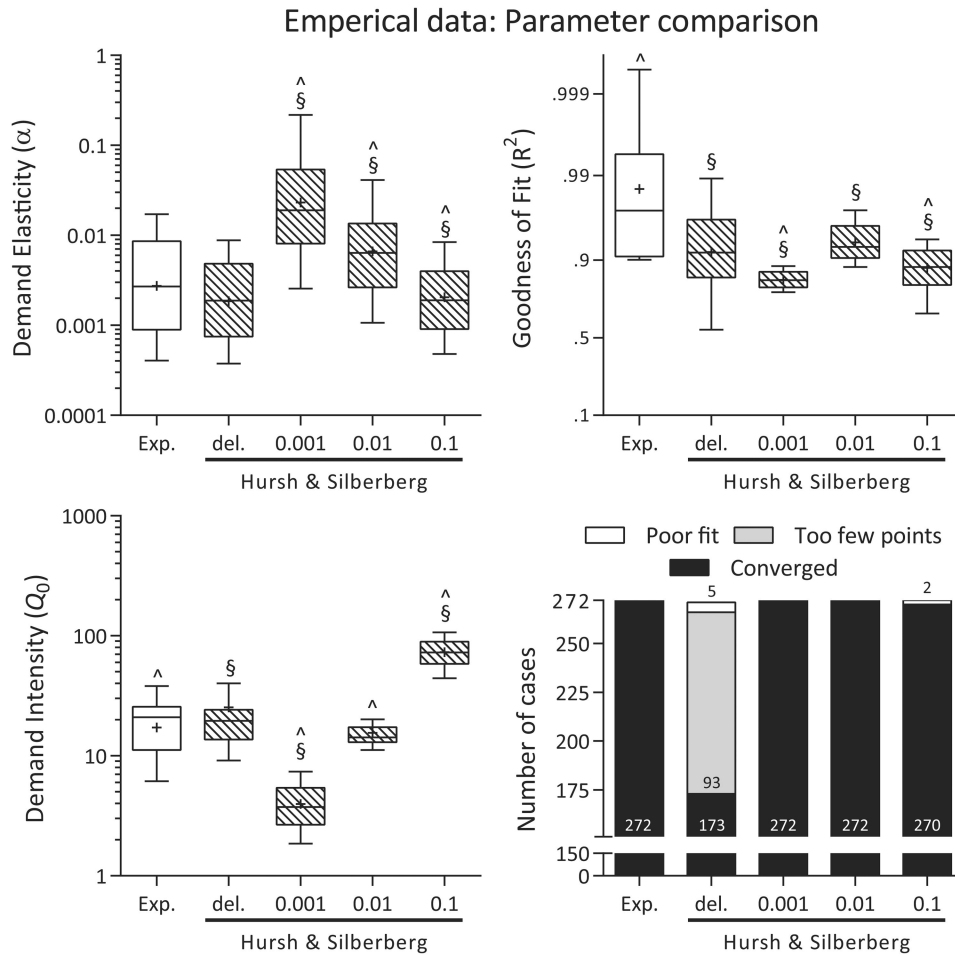 Emperical data: Parameter comparison
Demand Elasticity (α)
1
0.1
0.01
0.001
0.0001
^
§
^
§
^
§
Exp. del. 0.001 0.01 0.1
Hursh & Silberberg
Goodness of Fit (R²)
.999
.99
.9
.5
.1
^
§
^
§
§
^
§
Exp. del. 0.001 0.01 0.1
Hursh & Silberberg
Demand Intensity (Q₀)
1000
100
10
1
^
§
^
§
^
^
§
Exp. del. 0.001 0.01 0.1
Hursh & Silberberg
Poor fit Too few points
Converged
Number of cases
272
250
225
200
175
150
0
5
2
93
272 173 272 272 270
Exp. del. 0.001 0.01 0.1
Hursh & Silberberg